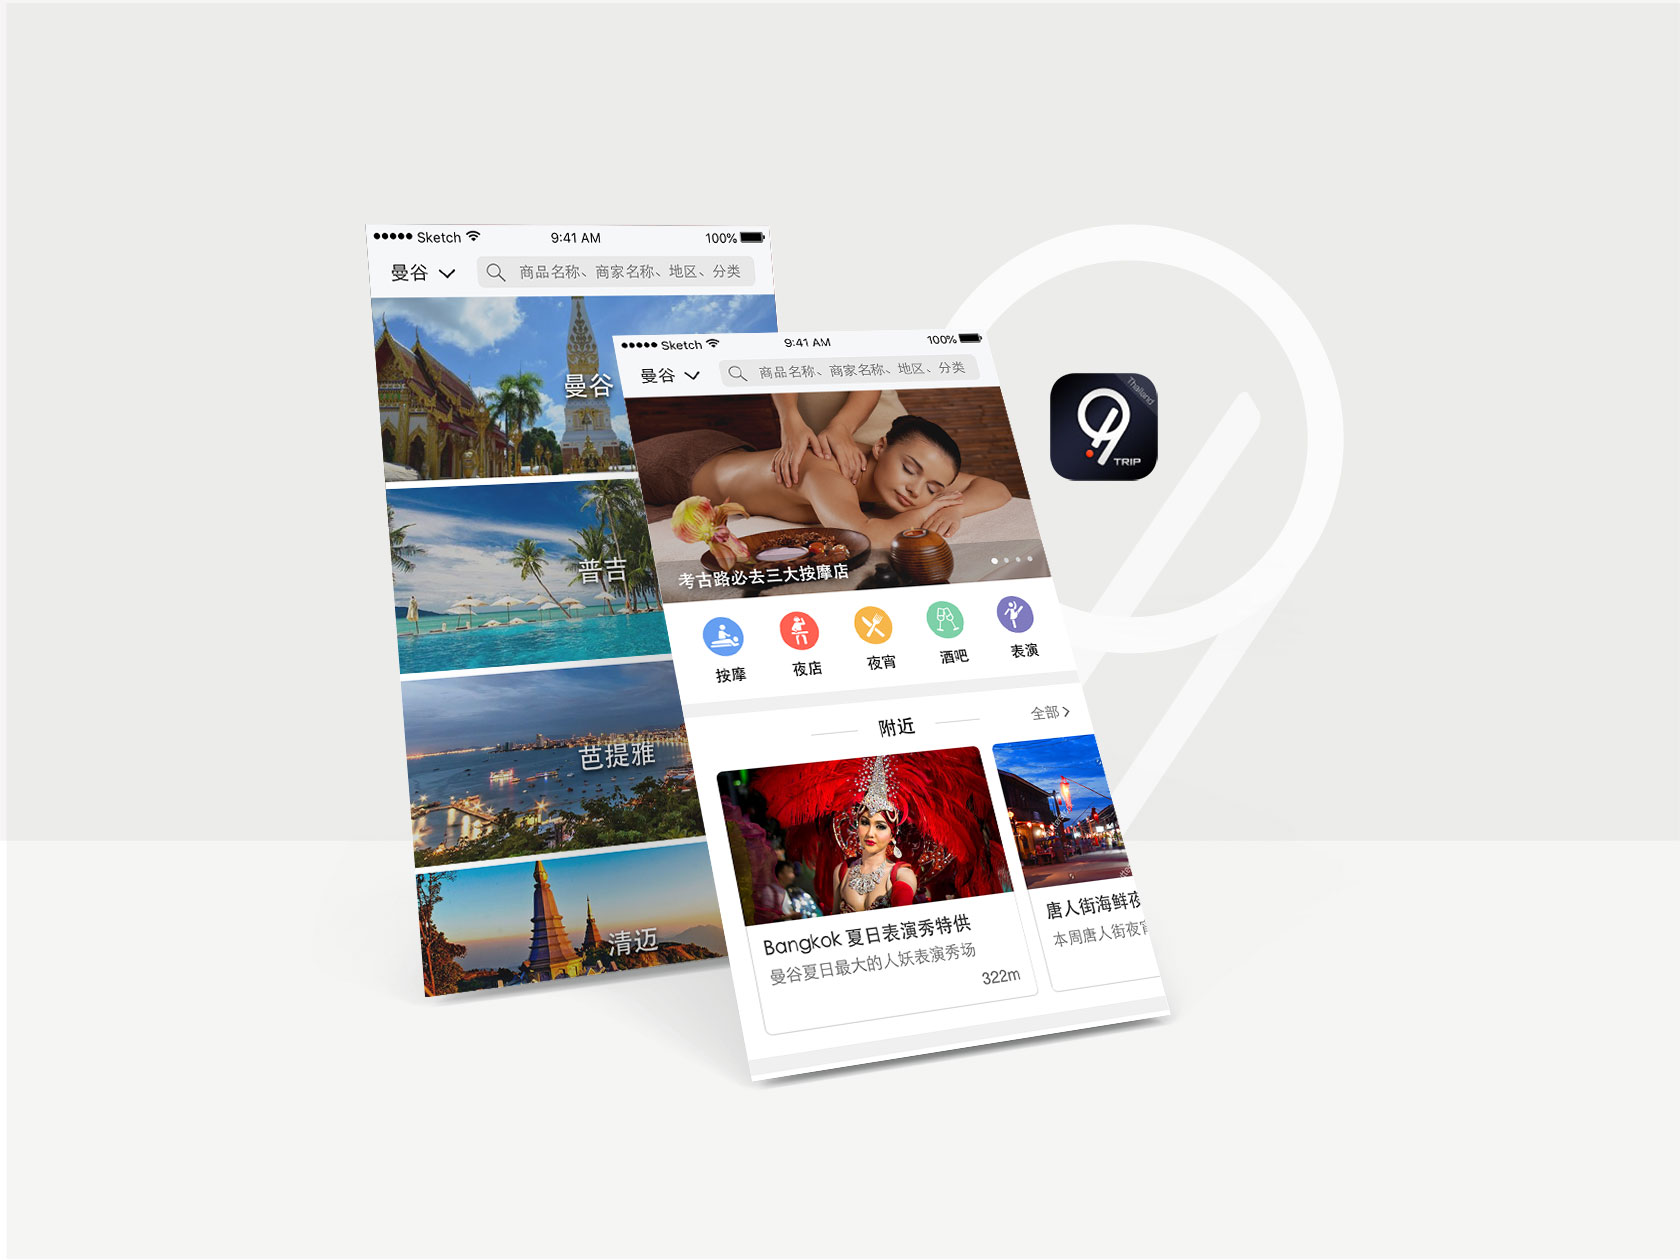 Sketch 9:41 AM 100%
曼谷 商品名称、商家名称、地区、分类
曼谷
普吉
芭提雅
清迈
Sketch 9:41 AM 100%
曼谷 商品名称、商家名称、地区、分类
考古路必去三大按摩店
按摩 夜店 夜宵 酒吧 表演
附近 全部
Bangkok 夏日表演秀特供
曼谷夏日最大的人妖表演秀场
322m
唐人街海鲜夜
本周唐人街夜宵
Thailand
9
TRIP